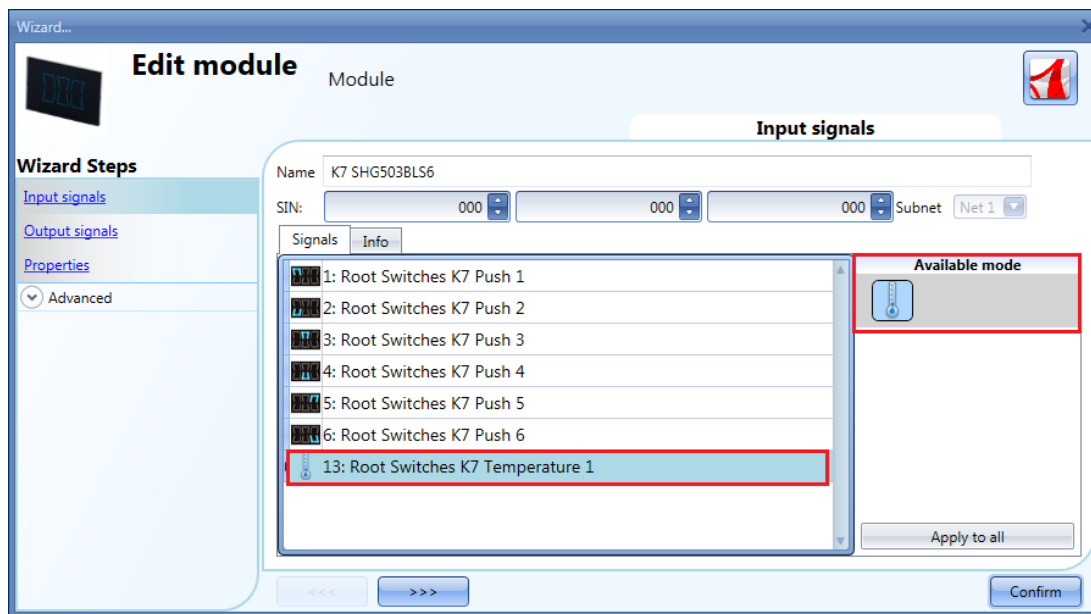 Wizard...
Edit module
Module
Input signals
Wizard Steps
Input signals
Output signals
Properties
Advanced
Name K7 SHG503BLS6
SIN: 000 000 000 Subnet Net 1
Signals Info
1: Root Switches K7 Push 1
2: Root Switches K7 Push 2
3: Root Switches K7 Push 3
4: Root Switches K7 Push 4
5: Root Switches K7 Push 5
6: Root Switches K7 Push 6
13: Root Switches K7 Temperature 1
Available mode
Apply to all
<<< >>> Confirm